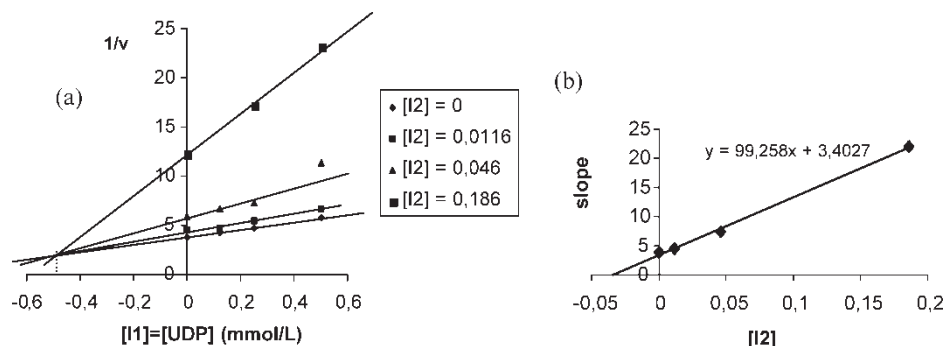 1/v
(a)
25
20
15
10
5
0
-0,6
-0,4
-0,2
0
0,2
0,4
0,6
0,8
[I1]=[UDP] (mmol/L)
[I2] = 0
[I2] = 0,0116
[I2] = 0,046
[I2] = 0,186
(b)
slope
25
20
15
10
5
0
y = 99,258x + 3,4027
-0,05
0
0,05
0,1
0,15
0,2
[I2]